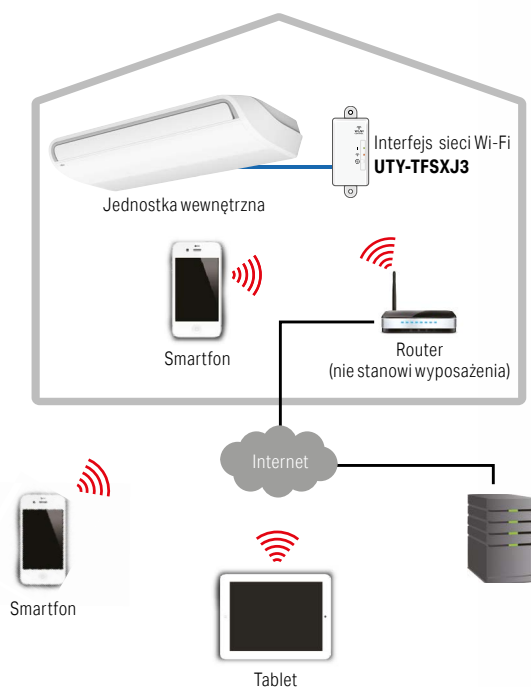 Interfejs sieci Wi-Fi
UTY-TFSXJ3
Jednostka wewnętrzna
Smartfon
Router
(nie stanowi wyposażenia)
Internet
Smartfon
Tablet